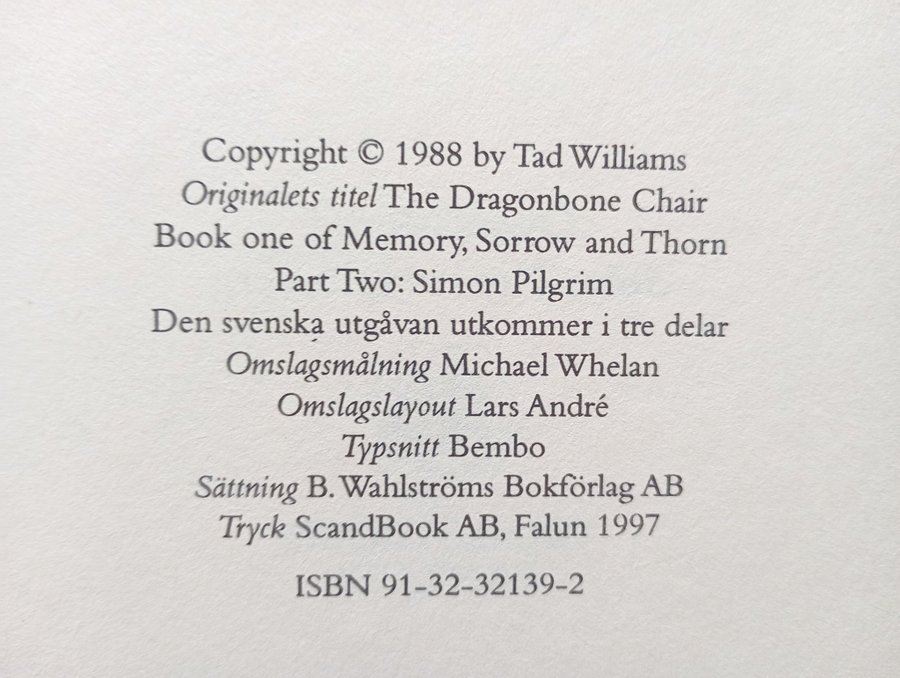 Copyright © 1988 by Tad Williams
Originalets titel The Dragonbone Chair
Book one of Memory, Sorrow and Thorn
Part Two: Simon Pilgrim
Den svenska utgåvan utkommer i tre delar
Omslagsmålning Michael Whelan
Omslagslayout Lars André
Typsnitt Bembo
Sättning B. Wahlströms Bokförlag AB
Tryck ScandBook AB, Falun 1997
ISBN 91-32-32139-2